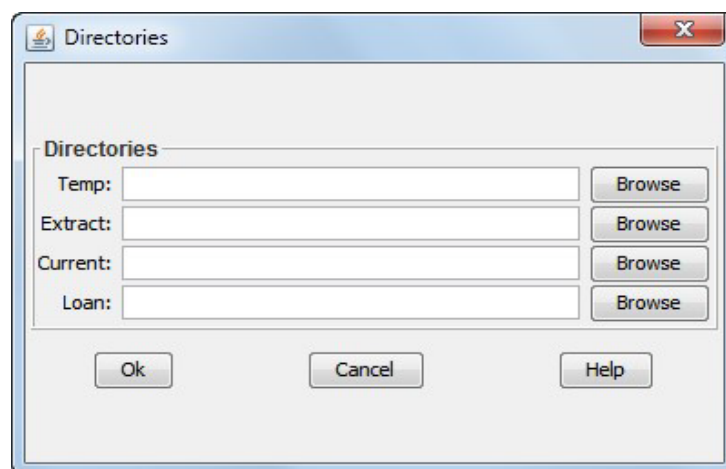 Directories
Directories
Temp: Browse
Extract: Browse
Current: Browse
Loan: Browse
Ok Cancel Help